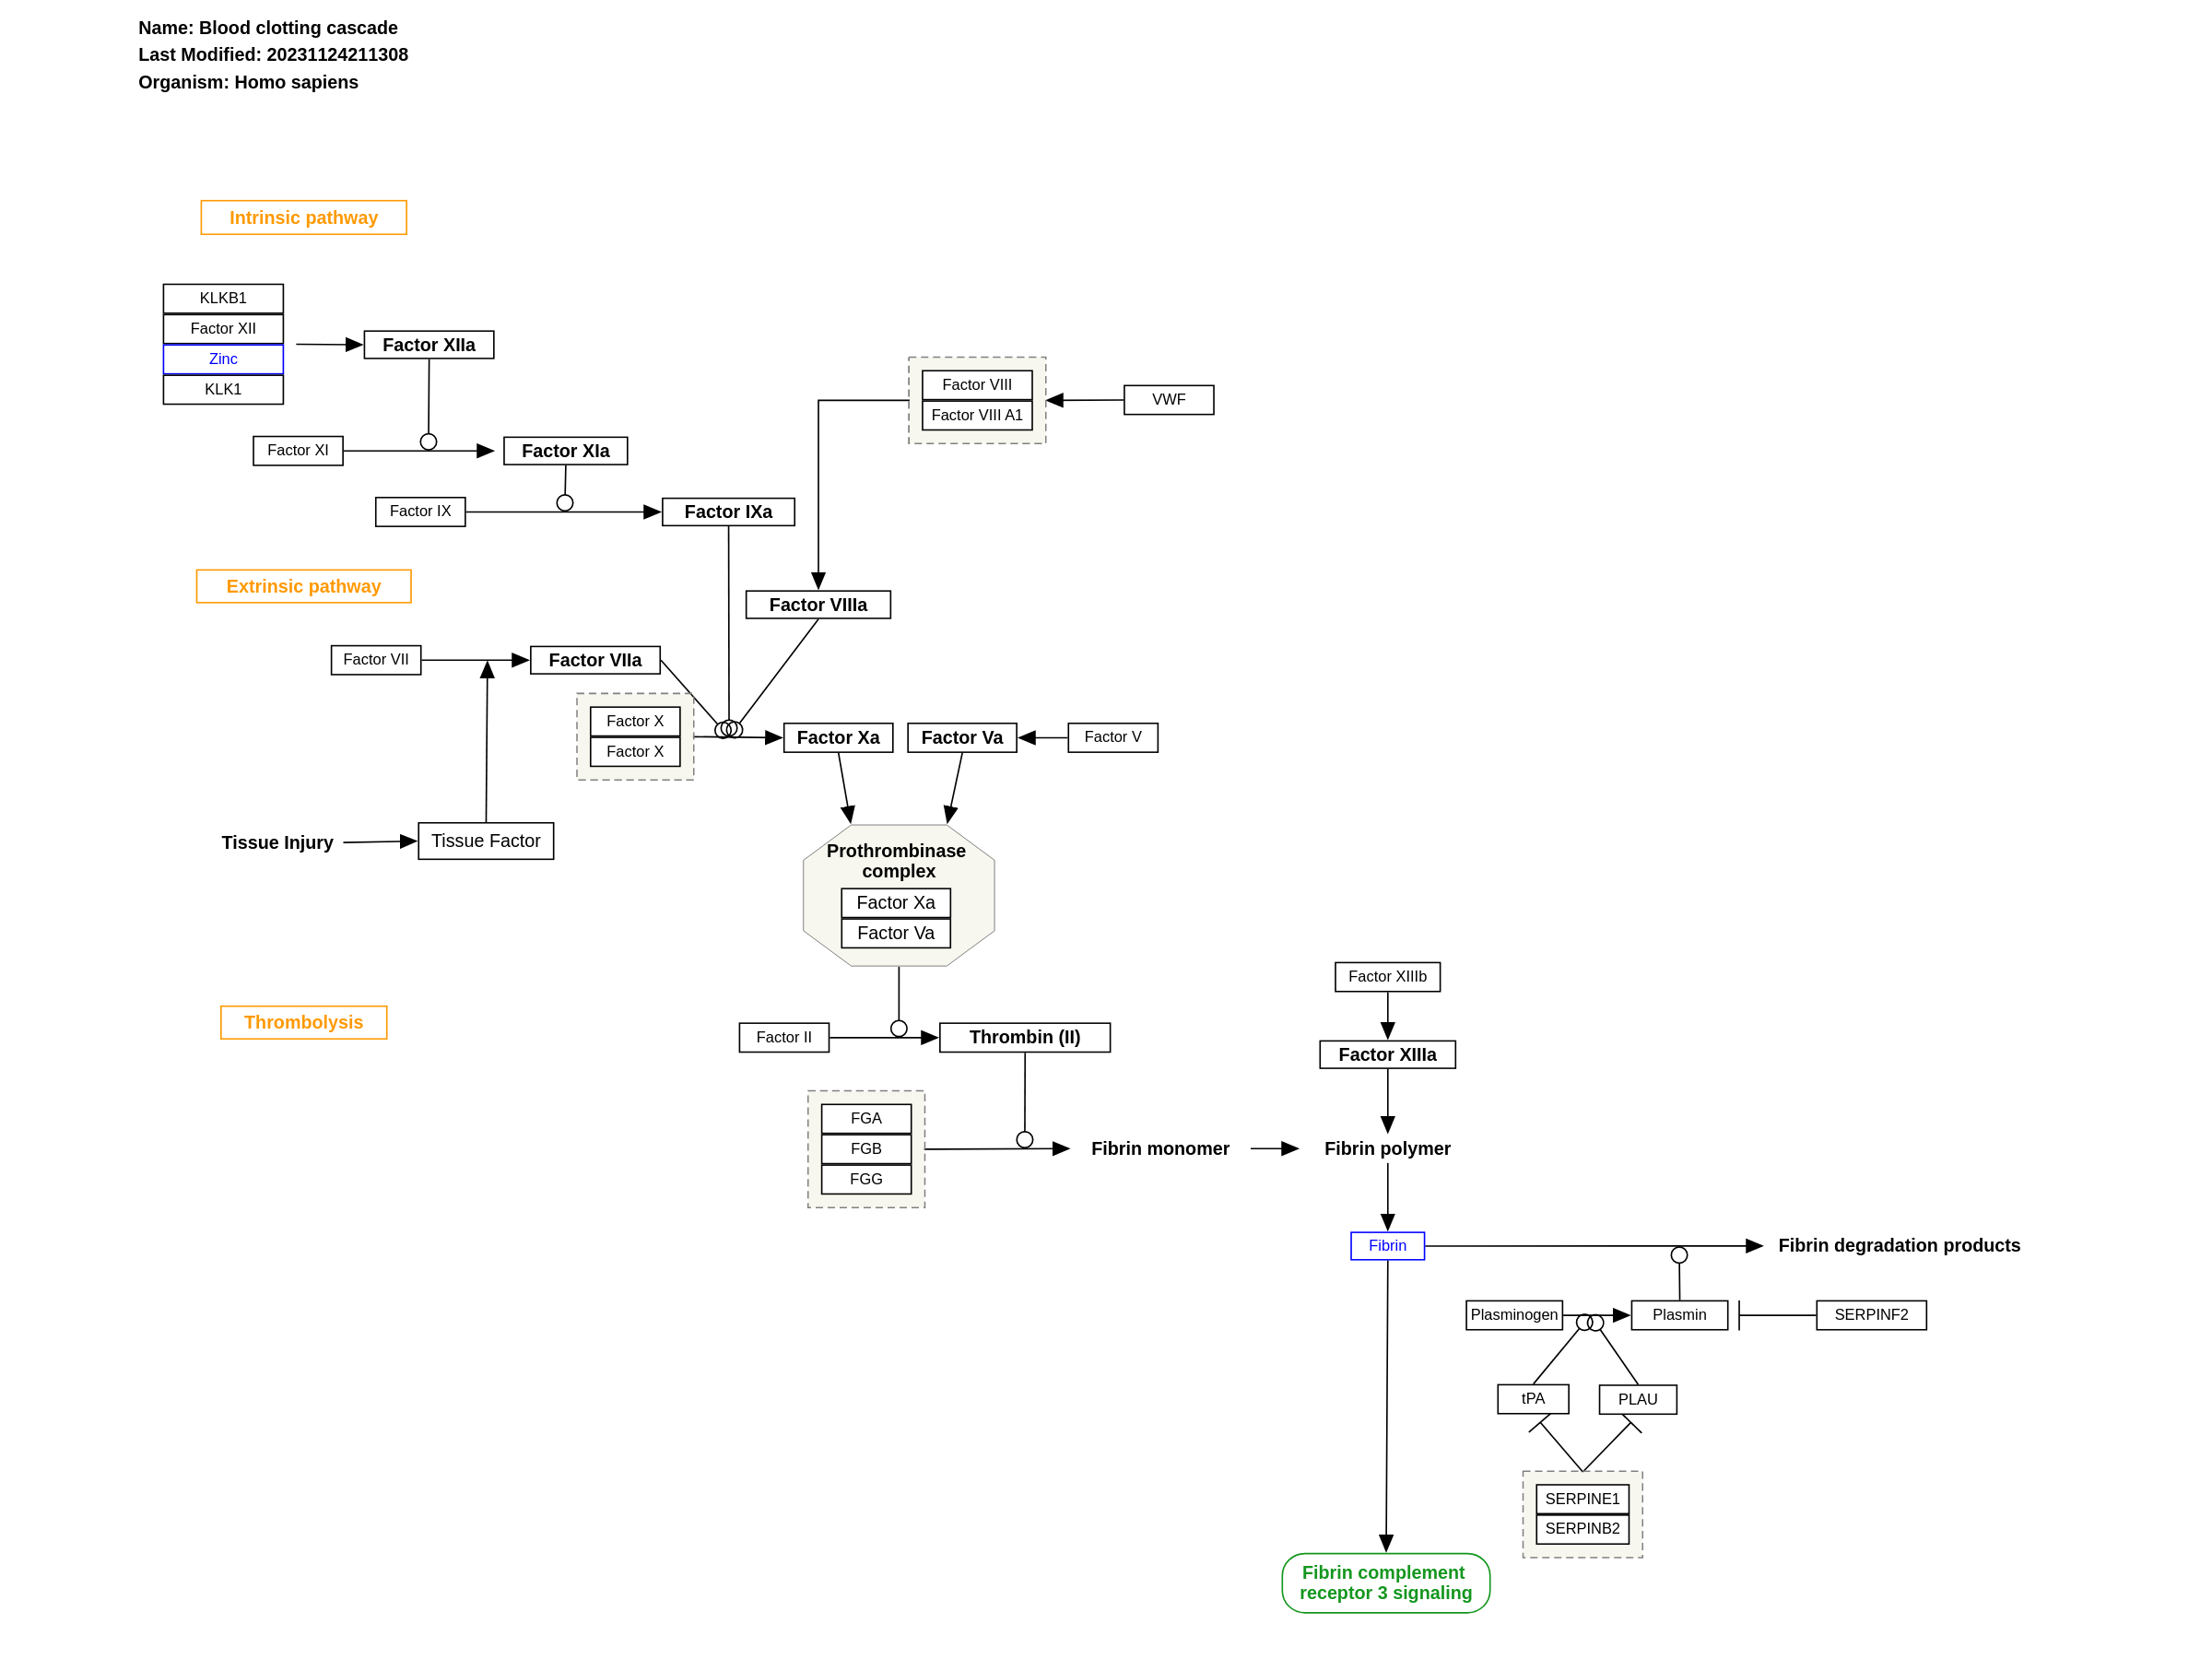 Name: Blood clotting cascade
Last Modified: 20231124211308
Organism: Homo sapiens
Intrinsic pathway
KLKB1
Factor XII
Zinc
KLK1
Factor XIIa
Factor VIII
Factor VIII A1
VWF
Factor XI
Factor XIa
Factor IX
Factor IXa
Extrinsic pathway
Factor VIIIa
Factor VII
Factor VIIa
Factor X
Factor X
Factor Xa
Factor Va
Factor V
Tissue Injury
Tissue Factor
Prothrombinase
complex
Factor Xa
Factor Va
Factor XIIIb
Thrombolysis
Factor II
Thrombin (II)
Factor XIIIa
FGA
FGB
FGG
Fibrin monomer
Fibrin polymer
Fibrin
Fibrin degradation products
Plasminogen
Plasmin
SERPINF2
tPA
PLAU
SERPINE1
SERPINB2
Fibrin complement
receptor 3 signaling